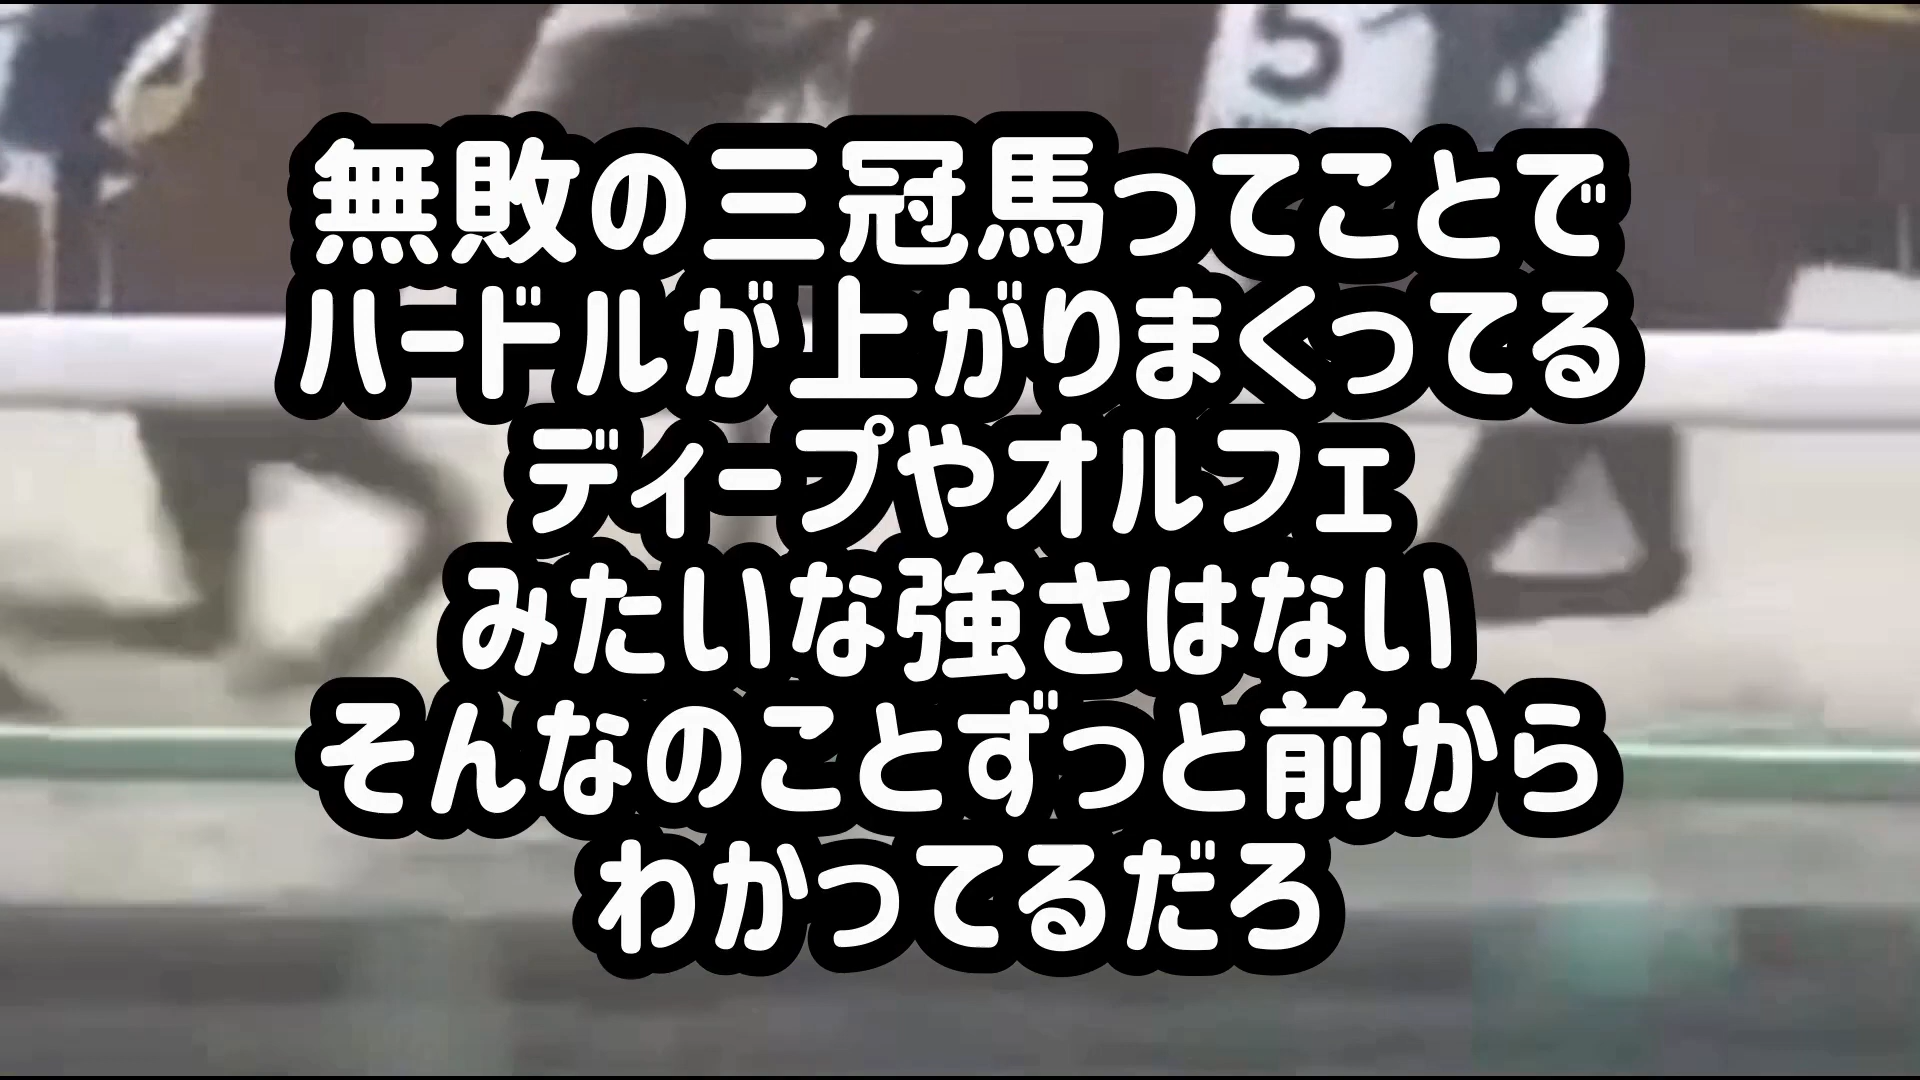 5
無敗の三冠馬ってことで
ハードルが上がりまくってる
ディープやオルフェ
みたいな強さはない
そんなのことずっと前から
わかってるだろ